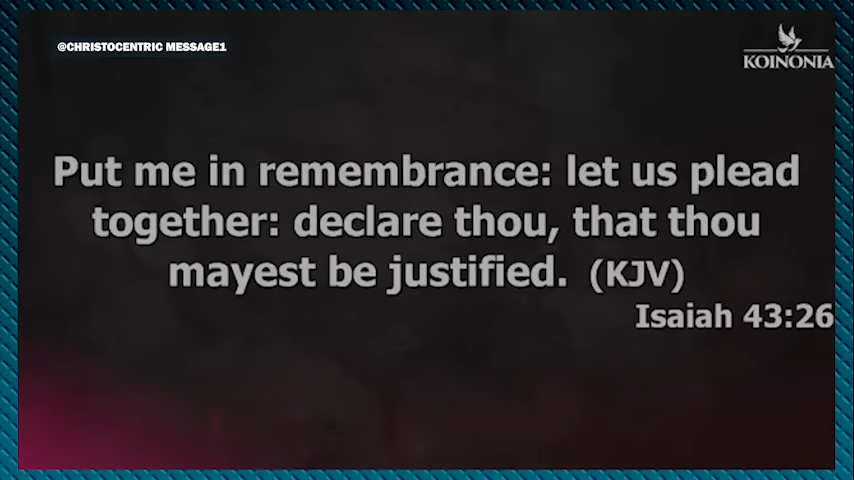 @CHRISTOCENTRIC MESSAGE1
KOINONIA
Put me in remembrance: let us plead
together: declare thou, that thou
mayest be justified. (KJV)
Isaiah 43:26